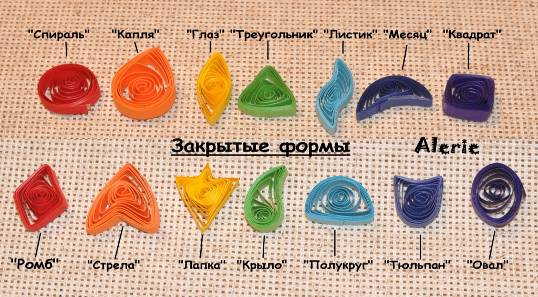 "Спираль" "Капля" "Глаз" "Треугольник" "Листик" "Месяц" "Квадрат"
Закрытые формы
Alerie
"Ромб" "Стрела" "Лапка" "Крыло" "Полукруг" "Тюльпан" "Овал"